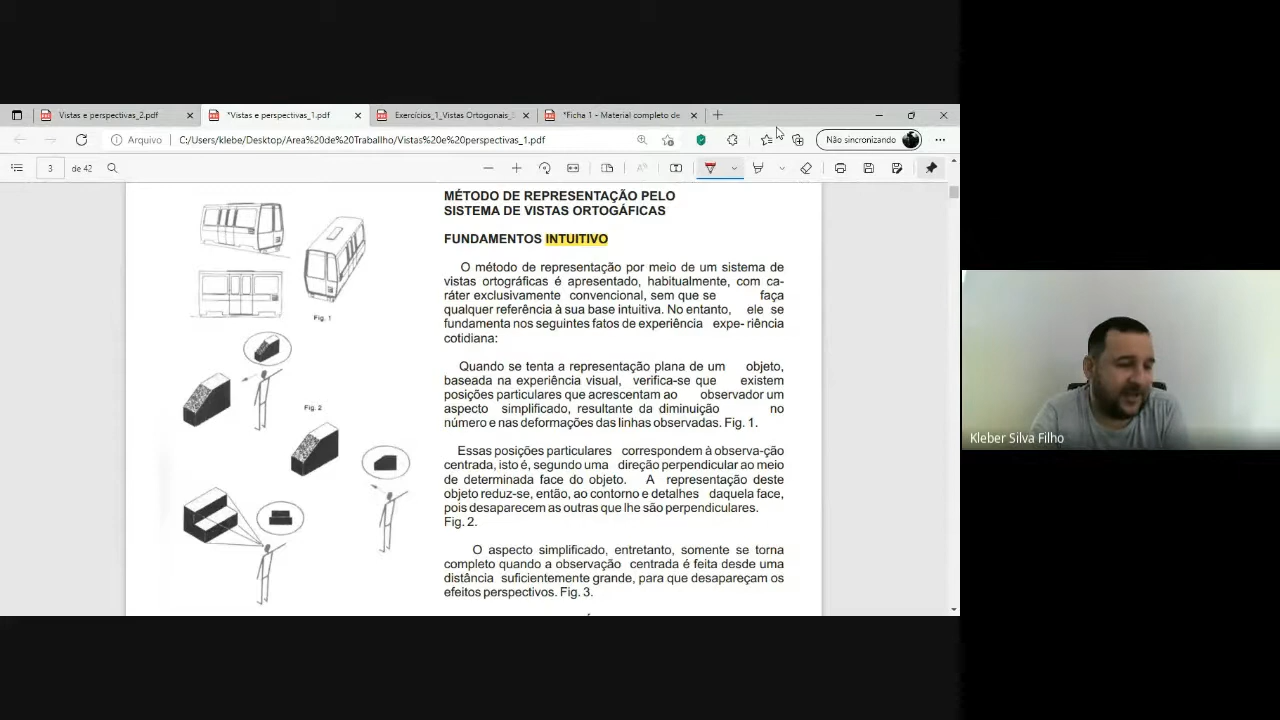 Vistas e perspectivas_2.pdf
*Vistas e perspectivas_1.pdf
Exercícios_1_Vistas Ortogonais_
*Ficha 1 - Material completo de
Arquivo
C:/Users/klebe/Desktop/Area%20de%20Traballho/Vistas%20e%20perspectivas_1.pdf
Não sincronizando
3 de 42
MÉTODO DE REPRESENTAÇÃO PELO
SISTEMA DE VISTAS ORTOGÁFICAS
FUNDAMENTOS INTUITIVO
O método de representação por meio de um sistema de
vistas ortográficas é apresentado, habitualmente, com ca-
ráter exclusivamente convencional, sem que se faça
qualquer referência à sua base intuitiva. No entanto, ele se
fundamenta nos seguintes fatos de experiência expe- riência
cotidiana:
Quando se tenta a representação plana de um objeto,
baseada na experiência visual, verifica-se que existem
posições particulares que acrescentam ao observador um
aspecto simplificado, resultante da diminuição no
número e nas deformações das linhas observadas. Fig. 1.
Essas posições particulares correspondem à observa-ção
centrada, isto é, segundo uma direção perpendicular ao meio
de determinada face do objeto. A representação deste
objeto reduz-se, então, ao contorno e detalhes daquela face,
pois desaparecem as outras que lhe são perpendiculares.
Fig. 2.
O aspecto simplificado, entretanto, somente se torna
completo quando a observação centrada é feita desde uma
distância suficientemente grande, para que desapareçam os
efeitos perspectivos. Fig. 3.
Fig. 1
Fig. 2
Kleber Silva Filho